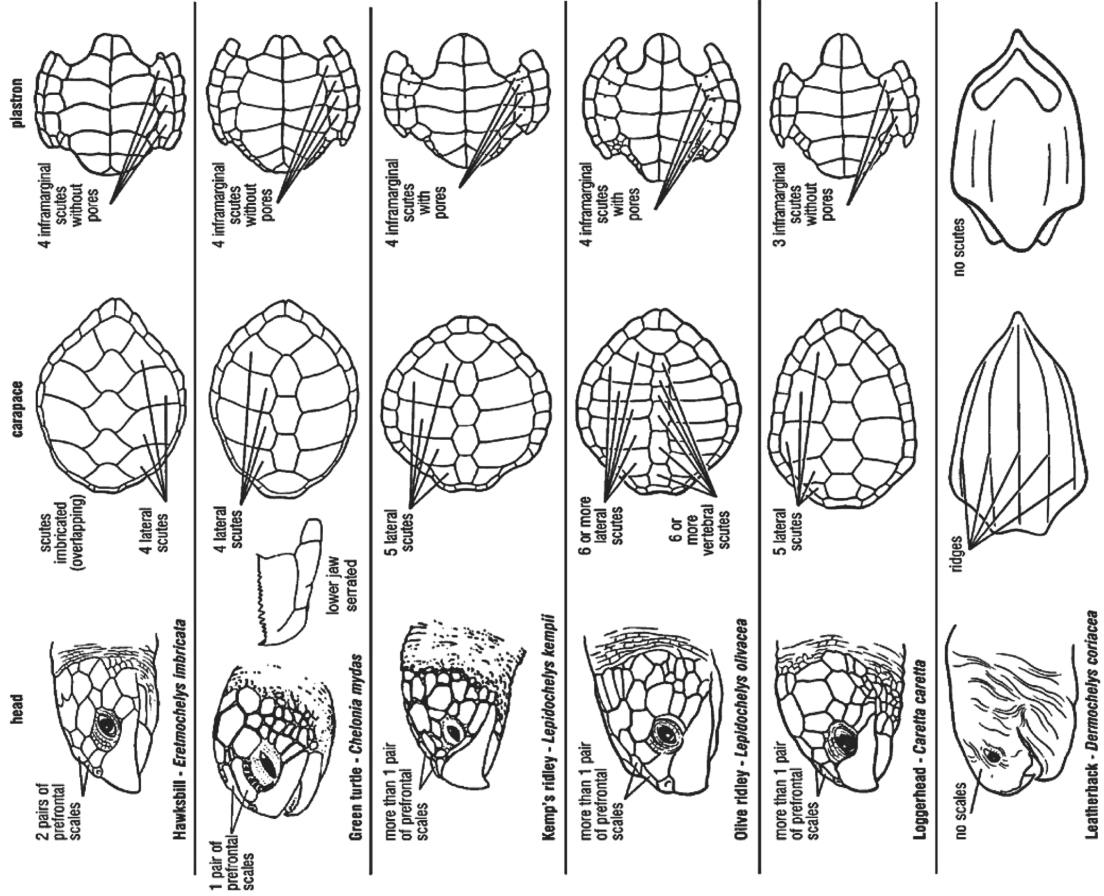 head
carapace
plastron
2 pairs of
prefrontal
scales
scutes
imbricated
(overlapping)
4 lateral
scutes
4 inframarginal
scutes
without
pores
Hawksbill - Eretmochelys imbricata
1 pair of
prefrontal
scales
lower jaw
serrated
4 lateral
scutes
4 inframarginal
scutes
without
pores
Green turtle - Chelonia mydas
more than 1 pair
of prefrontal
scales
5 lateral
scutes
4 inframarginal
scutes
with
pores
Kemp's ridley - Lepidochelys kempii
more than 1 pair
of prefrontal
scales
6 or more
lateral
scutes
6 or
more
vertebral
scutes
4 inframarginal
scutes
with
pores
Olive ridley - Lepidochelys olivacea
more than 1 pair
of prefrontal
scales
5 lateral
scutes
3 inframarginal
scutes
without
pores
Loggerhead - Caretta caretta
no scales
ridges
no scutes
Leatherback - Dermachelys coriacea